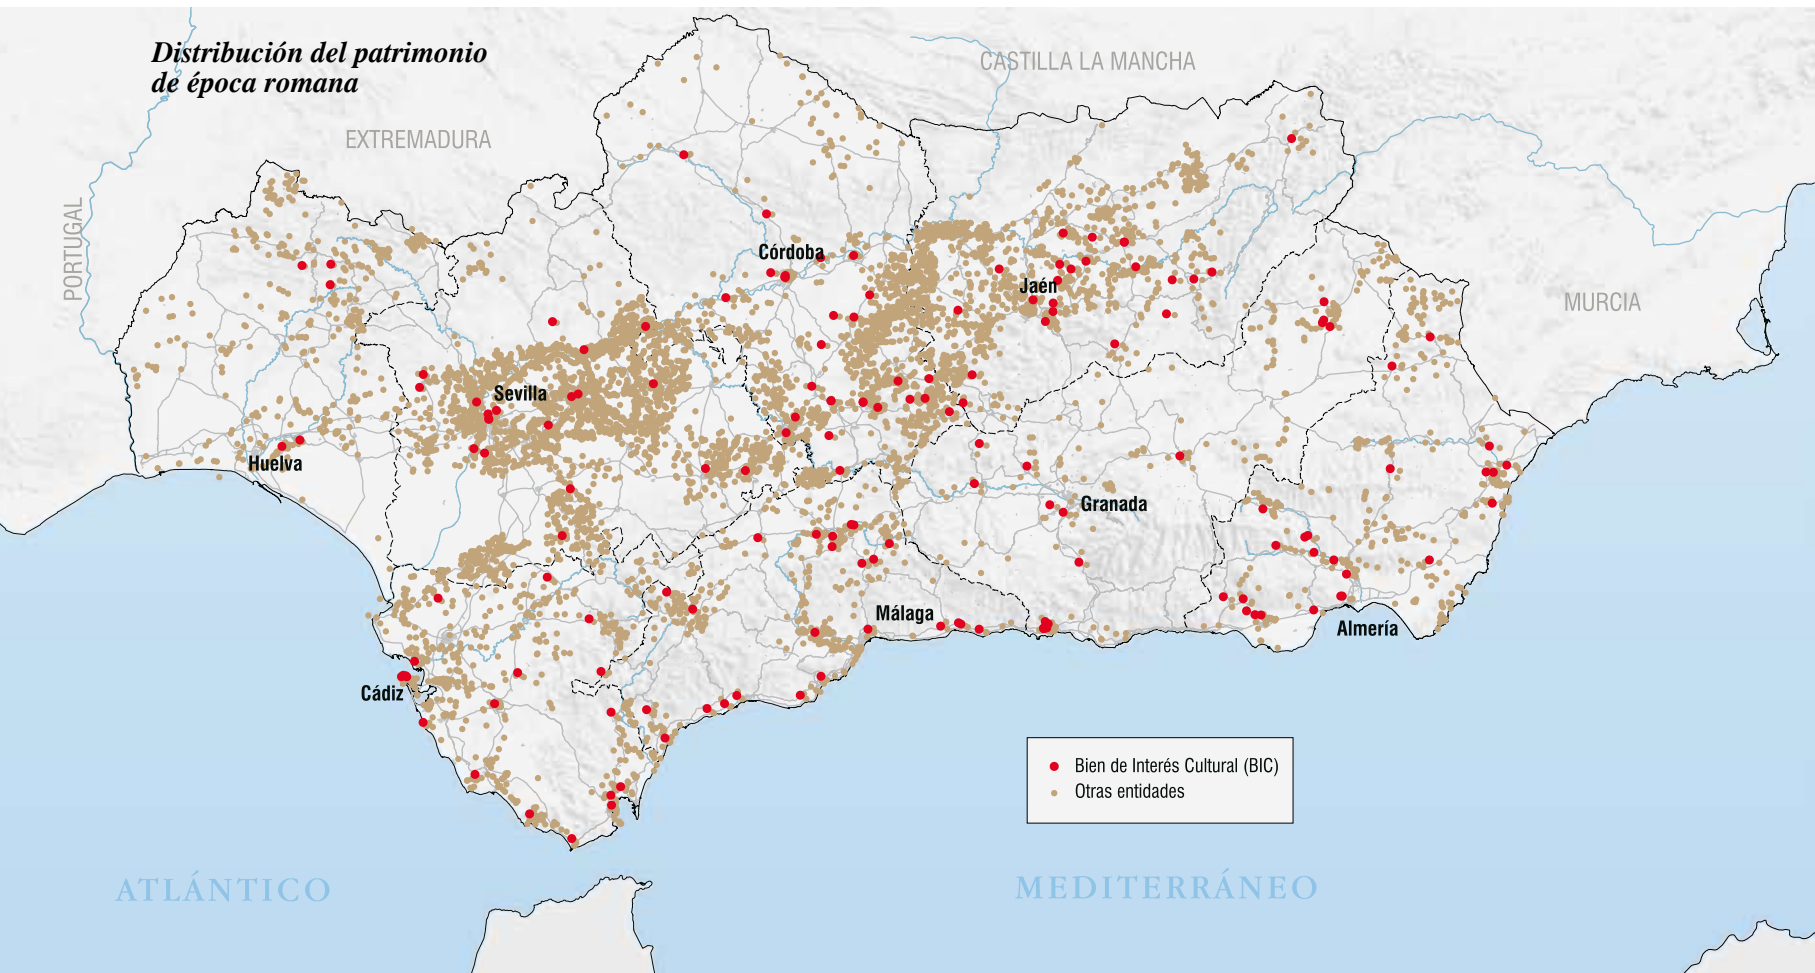 Distribución del patrimonio
de época romana
CASTILLA LA MANCHA
EXTREMADURA
PORTUGAL
Córdoba
Jaén
MURCIA
Sevilla
Huelva
Granada
Málaga
Almería
Cádiz
Bien de Interés Cultural (BIC)
Otras entidades
ATLÁNTICO
MEDITERRÁNEO